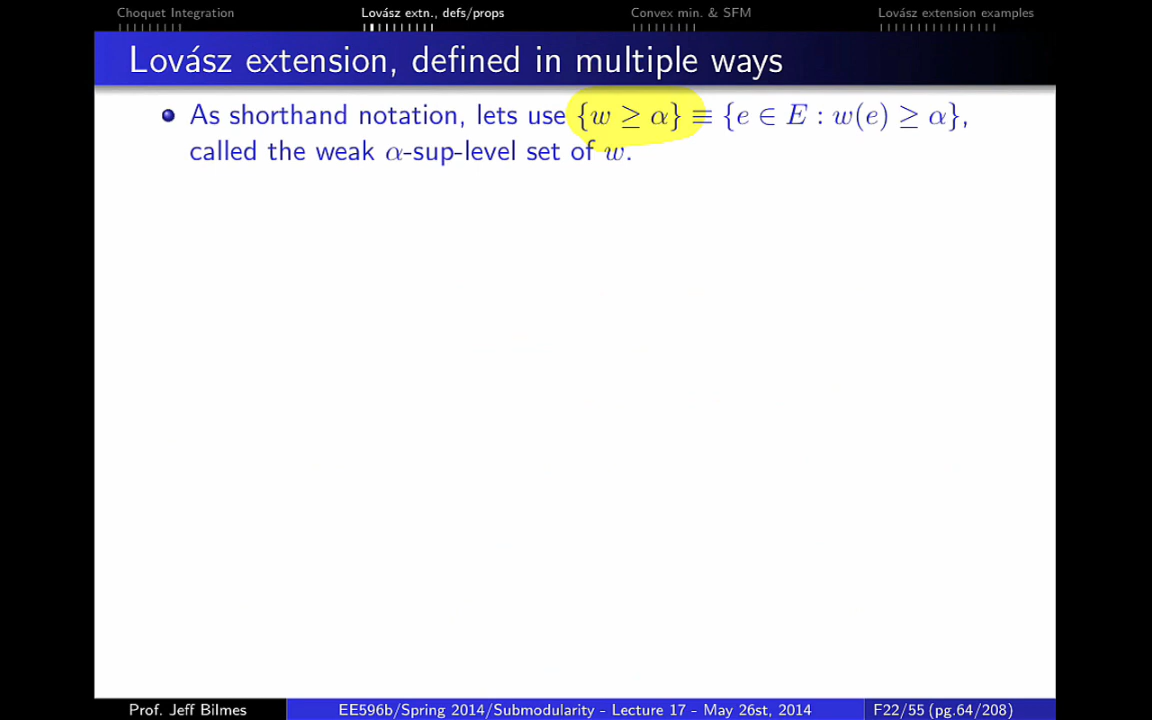 Choquet Integration Lovász extn., defs/props Convex min. & SFM Lovász extension examples
Lovász extension, defined in multiple ways
As shorthand notation, lets use {w ≥ α} ≡ {e ∈ E : w(e) ≥ α},
called the weak α-sup-level set of w.
Prof. Jeff Bilmes EE596b/Spring 2014/Submodularity - Lecture 17 - May 26st, 2014 F22/55 (pg.64/208)